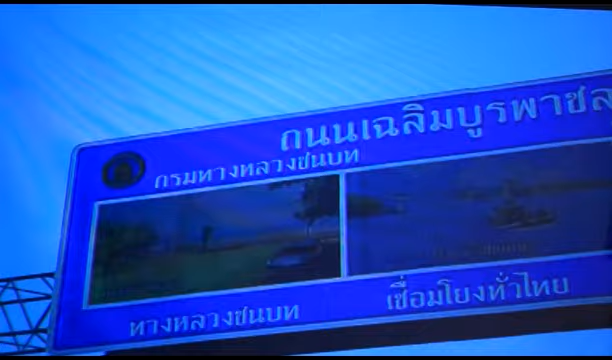 ถนนเฉลิมบูรพาชล
กรมทางหลวงชนบท
ทางหลวงชนบท
เชื่อมโยงทั่วไทย